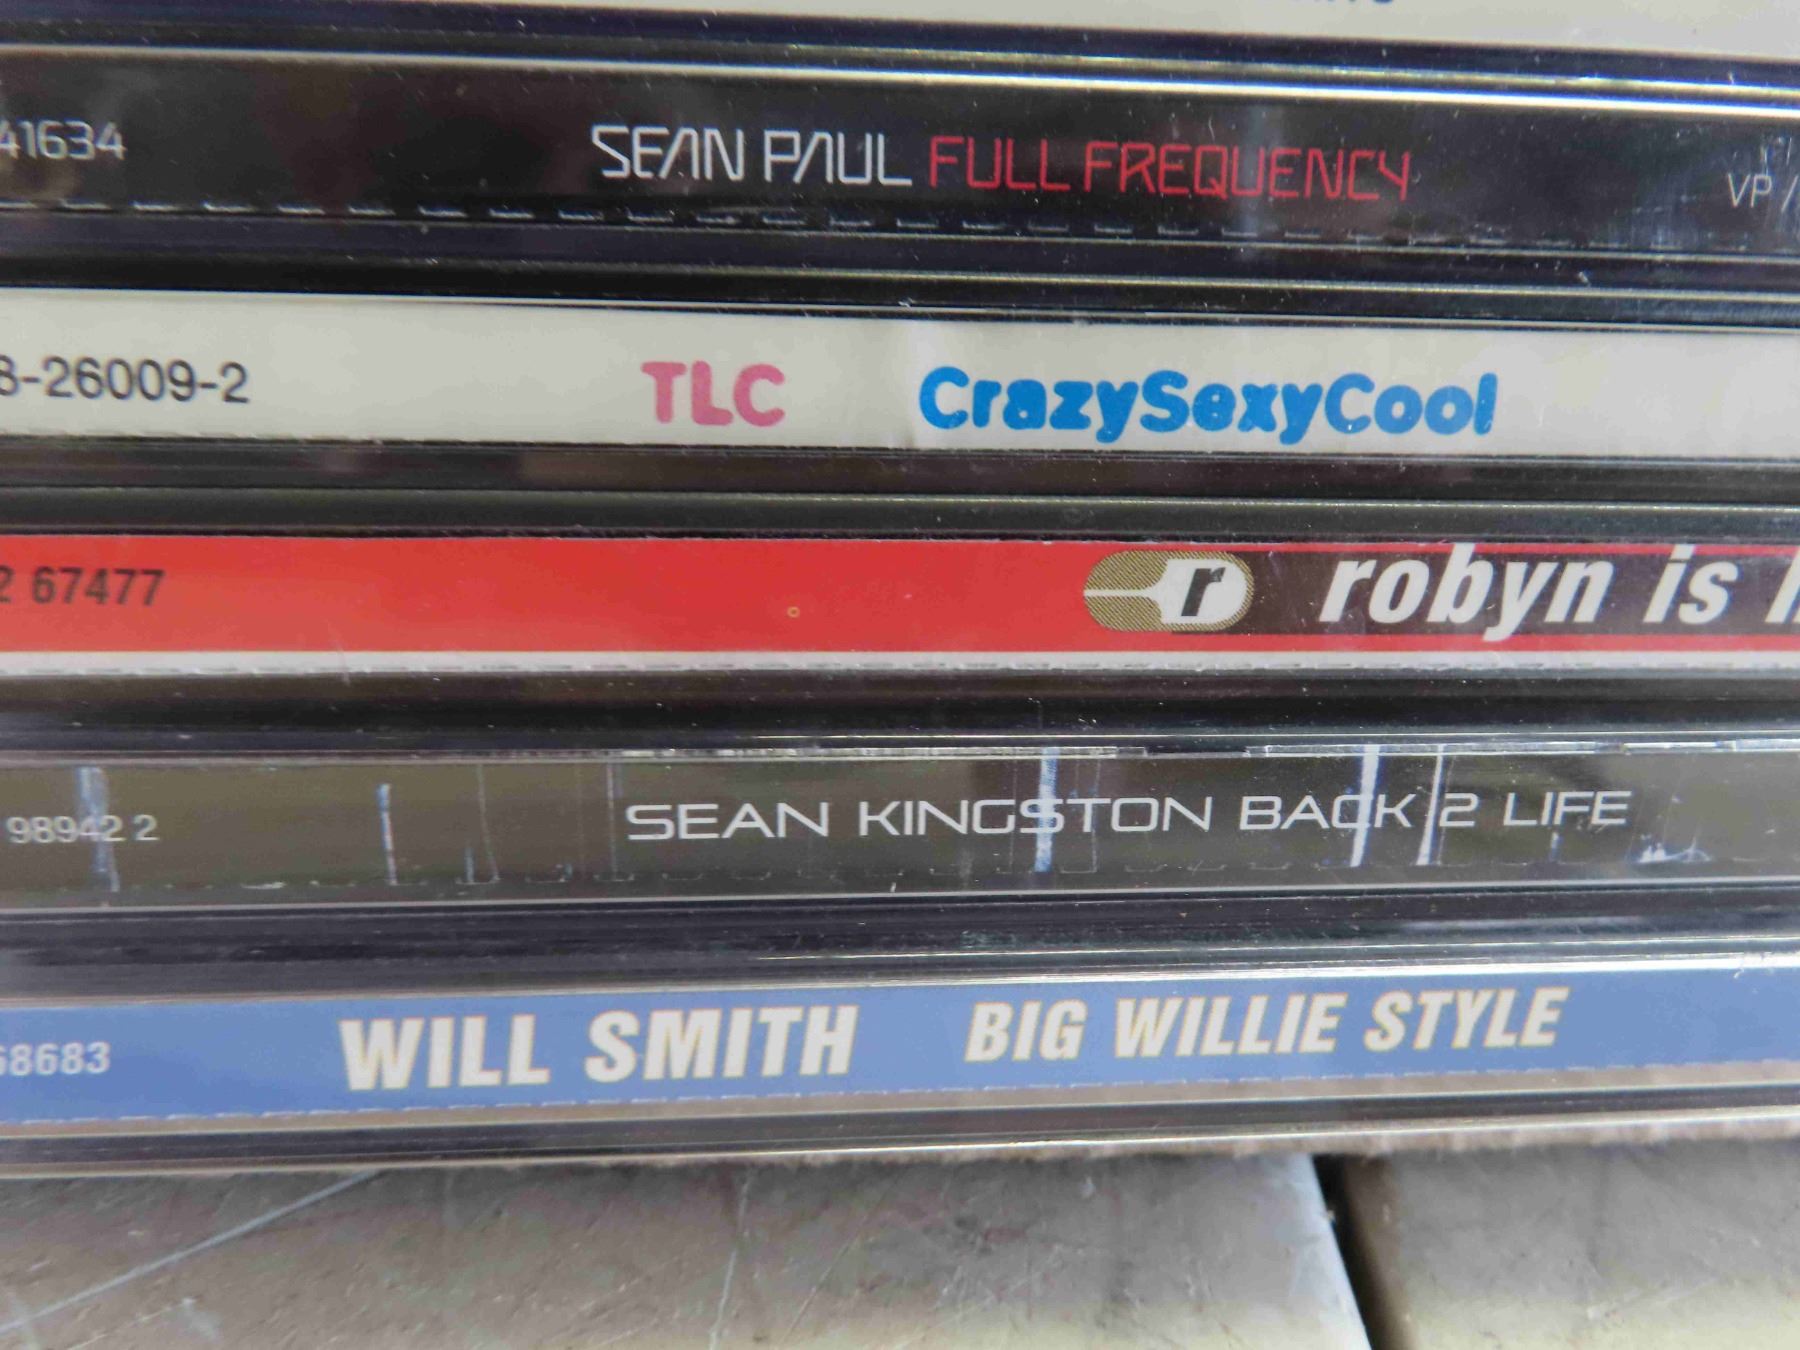 41634 SEAN PAUL FULL FREQUENCY VP /
8-26009-2 TLC CrazySexyCool
2 67477 r robyn is
98942 2 SEAN KINGSTON BACK 2 LIFE
68683 WILL SMITH BIG WILLIE STYLE